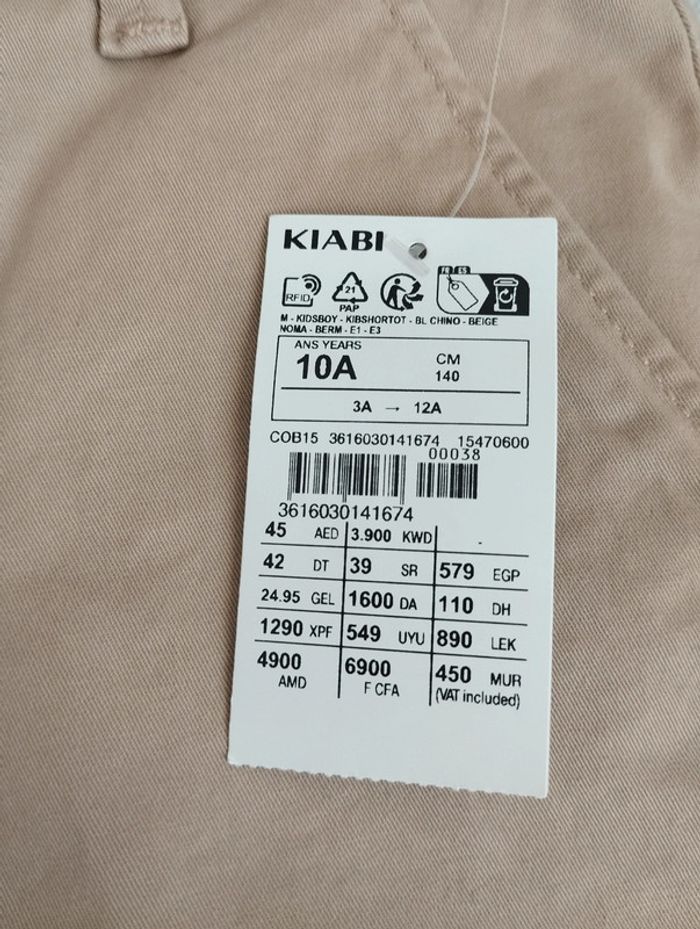 KIABI
RFID
21
PAP
FR ES
M - KIDSBOY - KIBSHORTOT - BL CHINO - BEIGE
NOMA - BERM - E1 - E3
ANS YEARS
10A
CM
140
3A → 12A
COB15 3616030141674 15470600
00038
3616030141674
45 AED 3.900 KWD -
42 DT 39 SR 579 EGP
24.95 GEL 1600 DA 110 DH
1290 XPF 549 UYU 890 LEK
4900 AMD 6900 F CFA 450 MUR
(VAT included)